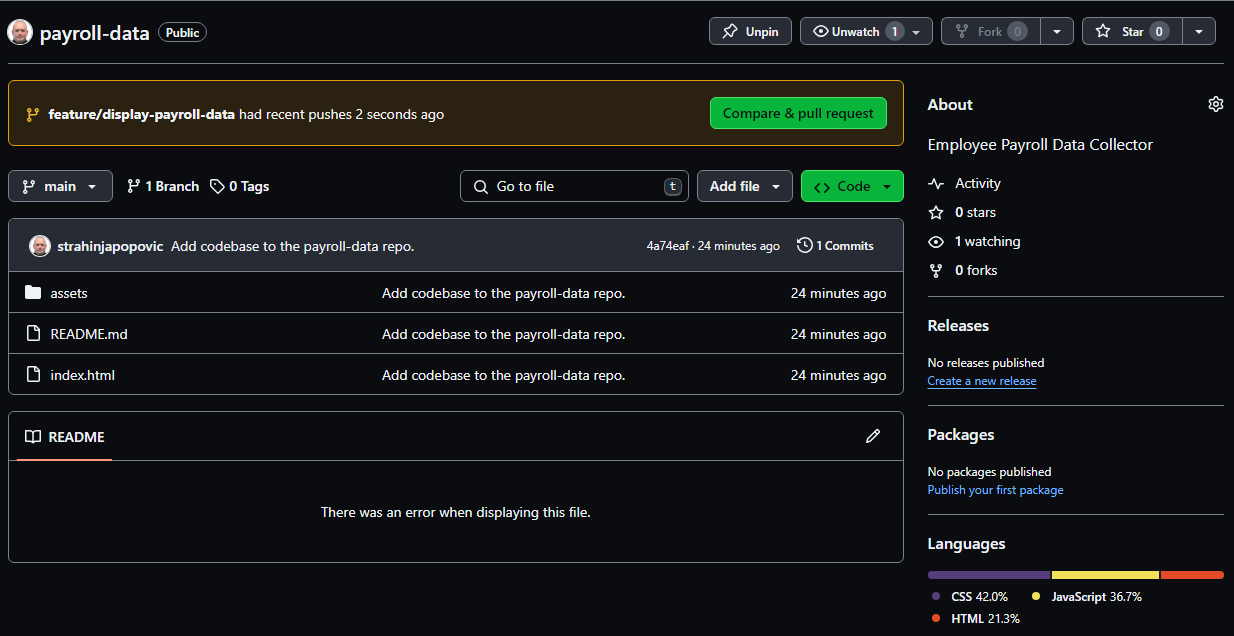 payroll-data Public Unpin Unwatch 1 Fork 0 Star 0
feature/display-payroll-data had recent pushes 2 seconds ago Compare & pull request
main 1 Branch 0 Tags Go to file t Add file Code
strahinjapopovic Add codebase to the payroll-data repo. 4a74eaf · 24 minutes ago 1 Commits
assets Add codebase to the payroll-data repo. 24 minutes ago
README.md Add codebase to the payroll-data repo. 24 minutes ago
index.html Add codebase to the payroll-data repo. 24 minutes ago
README
There was an error when displaying this file.
About
Employee Payroll Data Collector
Activity
0 stars
1 watching
0 forks
Releases
No releases published
Create a new release
Packages
No packages published
Publish your first package
Languages
CSS 42.0% JavaScript 36.7%
HTML 21.3%